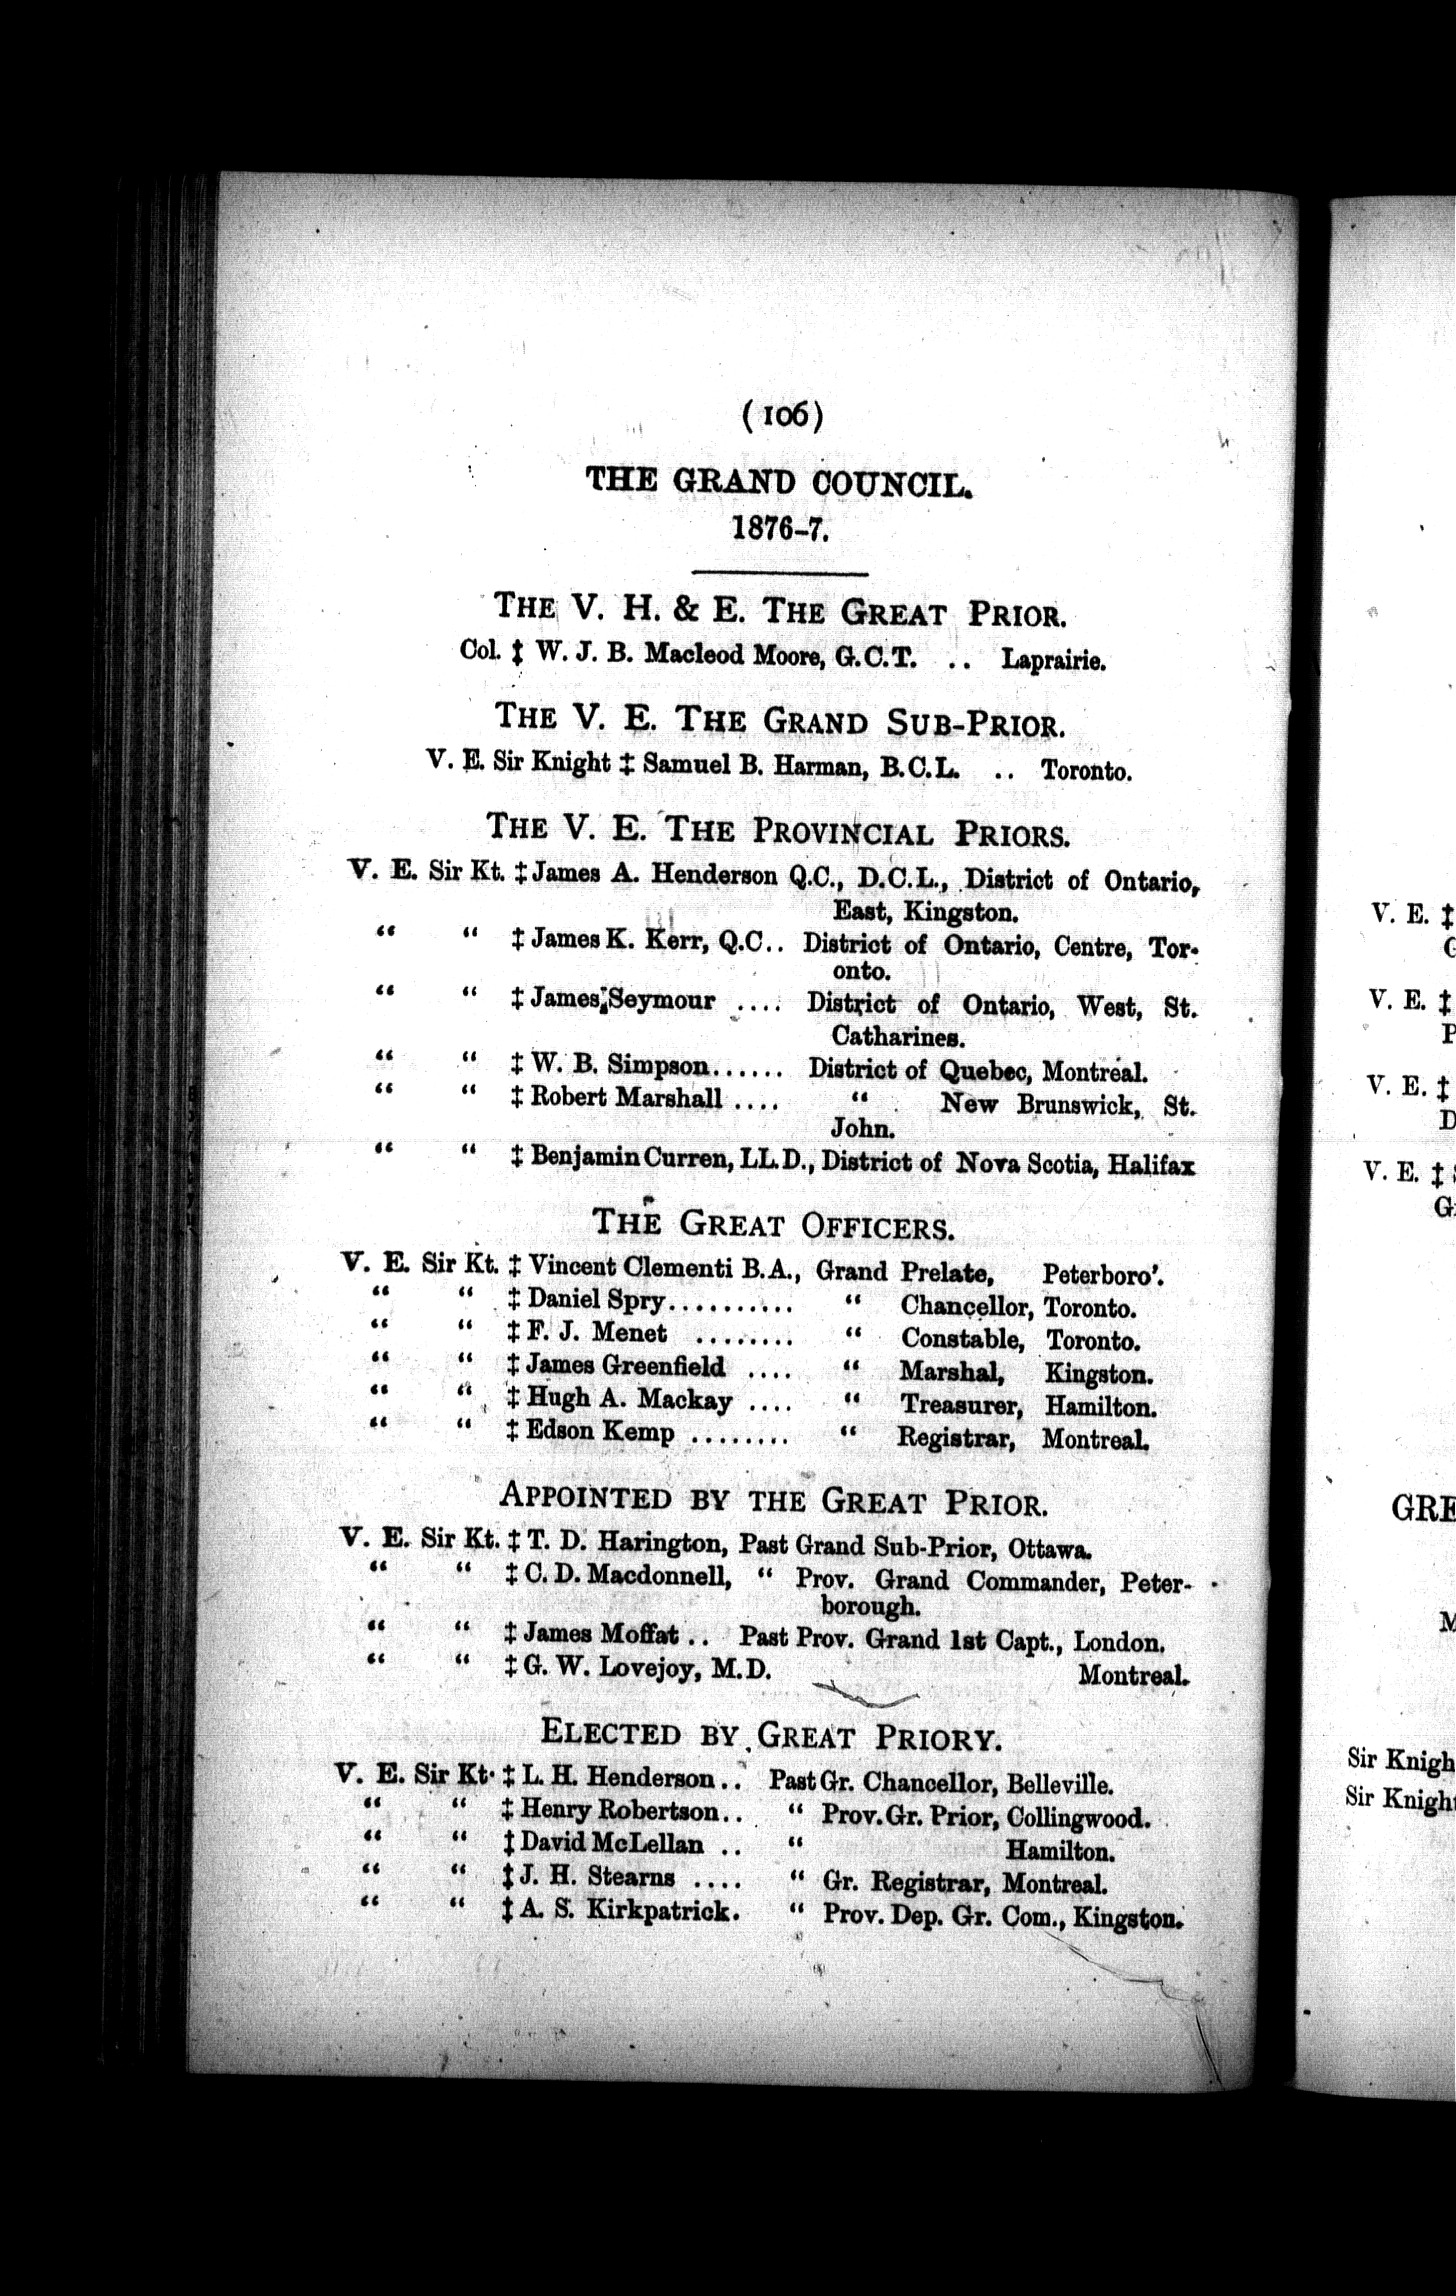 (106)
THE GRAND COUNCIL.
1876-7.
THE V. H. & E. THE GREAT PRIOR.
Col. ‡ W. J. B. Macleod Moore, G.C.T. .. Laprairie.
THE V. E. THE GRAND SUB-PRIOR.
V. E. Sir Knight ‡ Samuel B. Harman, B.C.L. .. Toronto.
THE V. E. THE PROVINCIAL PRIORS.
V. E. Sir Kt. ‡ James A. Henderson Q.C., D.C.L., District of Ontario,
East, Kingston.
“ “ ‡ James K. Kerr, Q.C.. District of Ontario, Centre, Tor-
onto.
“ “ ‡ James Seymour .... District of Ontario, West, St.
Catharines.
“ “ ‡ W. B. Simpson...... District of Quebec, Montreal.
“ “ ‡ Robert Marshall .... “ New Brunswick, St.
John.
“ “ ‡ Benjamin Curren, LL.D., District of Nova Scotia, Halifax
THE GREAT OFFICERS.
V. E. Sir Kt. ‡ Vincent Clementi B.A., Grand Prelate, Peterboro’.
“ “ ‡ Daniel Spry.......... “ Chancellor, Toronto.
“ “ ‡ F. J. Menet ........ “ Constable, Toronto.
“ “ ‡ James Greenfield .... “ Marshal, Kingston.
“ “ ‡ Hugh A. Mackay .... “ Treasurer, Hamilton.
“ “ ‡ Edson Kemp ........ “ Registrar, Montreal.
APPOINTED BY THE GREAT PRIOR.
V. E. Sir Kt. ‡ T. D. Harington, Past Grand Sub-Prior, Ottawa.
“ “ ‡ C. D. Macdonnell, “ Prov. Grand Commander, Peter-
borough.
“ “ ‡ James Moffat .. Past Prov. Grand 1st Capt., London.
“ “ ‡ G. W. Lovejoy, M.D. Montreal.
ELECTED BY GREAT PRIORY.
V. E. Sir Kt. ‡ L. H. Henderson .. Past Gr. Chancellor, Belleville.
“ “ ‡ Henry Robertson.. “ Prov. Gr. Prior, Collingwood.
“ “ ‡ David McLellan .. “ Hamilton.
“ “ ‡ J. H. Stearns .... “ Gr. Registrar, Montreal.
“ “ ‡ A. S. Kirkpatrick. “ Prov. Dep. Gr. Com., Kingston.
V. E. ‡
V. E. ‡
V. E. ‡
V. E. ‡
GRE
Sir Knigh
Sir Knight